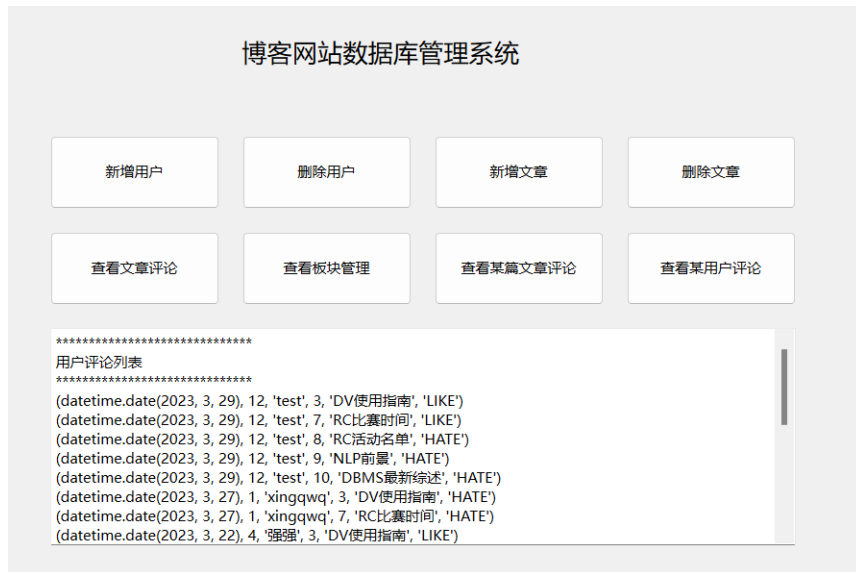 博客网站数据库管理系统
新增用户 删除用户 新增文章 删除文章
查看文章评论 查看板块管理 查看某篇文章评论 查看某用户评论
******************************
用户评论列表
******************************
(datetime.date(2023, 3, 29), 12, 'test', 3, 'DV使用指南', 'LIKE')
(datetime.date(2023, 3, 29), 12, 'test', 7, 'RC比赛时间', 'LIKE')
(datetime.date(2023, 3, 29), 12, 'test', 8, 'RC活动名单', 'HATE')
(datetime.date(2023, 3, 29), 12, 'test', 9, 'NLP前景', 'HATE')
(datetime.date(2023, 3, 29), 12, 'test', 10, 'DBMS最新综述', 'HATE')
(datetime.date(2023, 3, 27), 1, 'xingqwq', 3, 'DV使用指南', 'HATE')
(datetime.date(2023, 3, 27), 1, 'xingqwq', 7, 'RC比赛时间', 'HATE')
(datetime.date(2023, 3, 22), 4, '强强', 3, 'DV使用指南', 'LIKE')